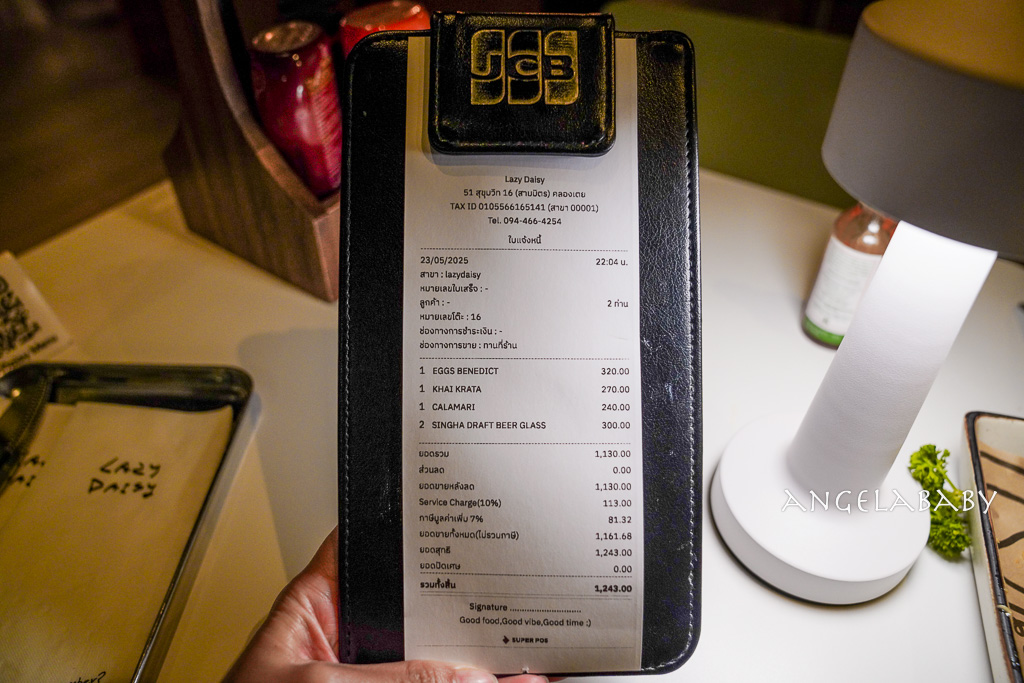 JCB
Lazy Daisy
51 สุขุมวิท 16 (สามมิตร) คลองเตย
TAX ID 0105566165141 (สาขา 00001)
Tel. 094-466-4254
ใบแจ้งหนี้
23/05/2025 22:04 น.
สาขา : lazydaisy
หมายเลขใบเสร็จ : -
ลูกค้า : - 2 ท่าน
หมายเลขโต๊ะ : 16
ช่องทางการชำระเงิน : -
ช่องทางการขาย : ทานที่ร้าน
1 EGGS BENEDICT 320.00
1 KHAI KRATA 270.00
1 CALAMARI 240.00
2 SINGHA DRAFT BEER GLASS 300.00
ยอดรวม 1,130.00
ส่วนลด 0.00
ยอดขายหลังลด 1,130.00
Service Charge(10%) 113.00
ภาษีมูลค่าเพิ่ม 7% 81.32
ยอดขายทั้งหมด(ไม่รวมภาษี) 1,161.68
ยอดสุทธิ 1,243.00
ยอดปัดเศษ 0.00
รวมทั้งสิ้น 1,243.00
Signature ............................
Good food,Good vibe,Good time :)
SUPER POS
LAZY
DAISY
ANGELABABY